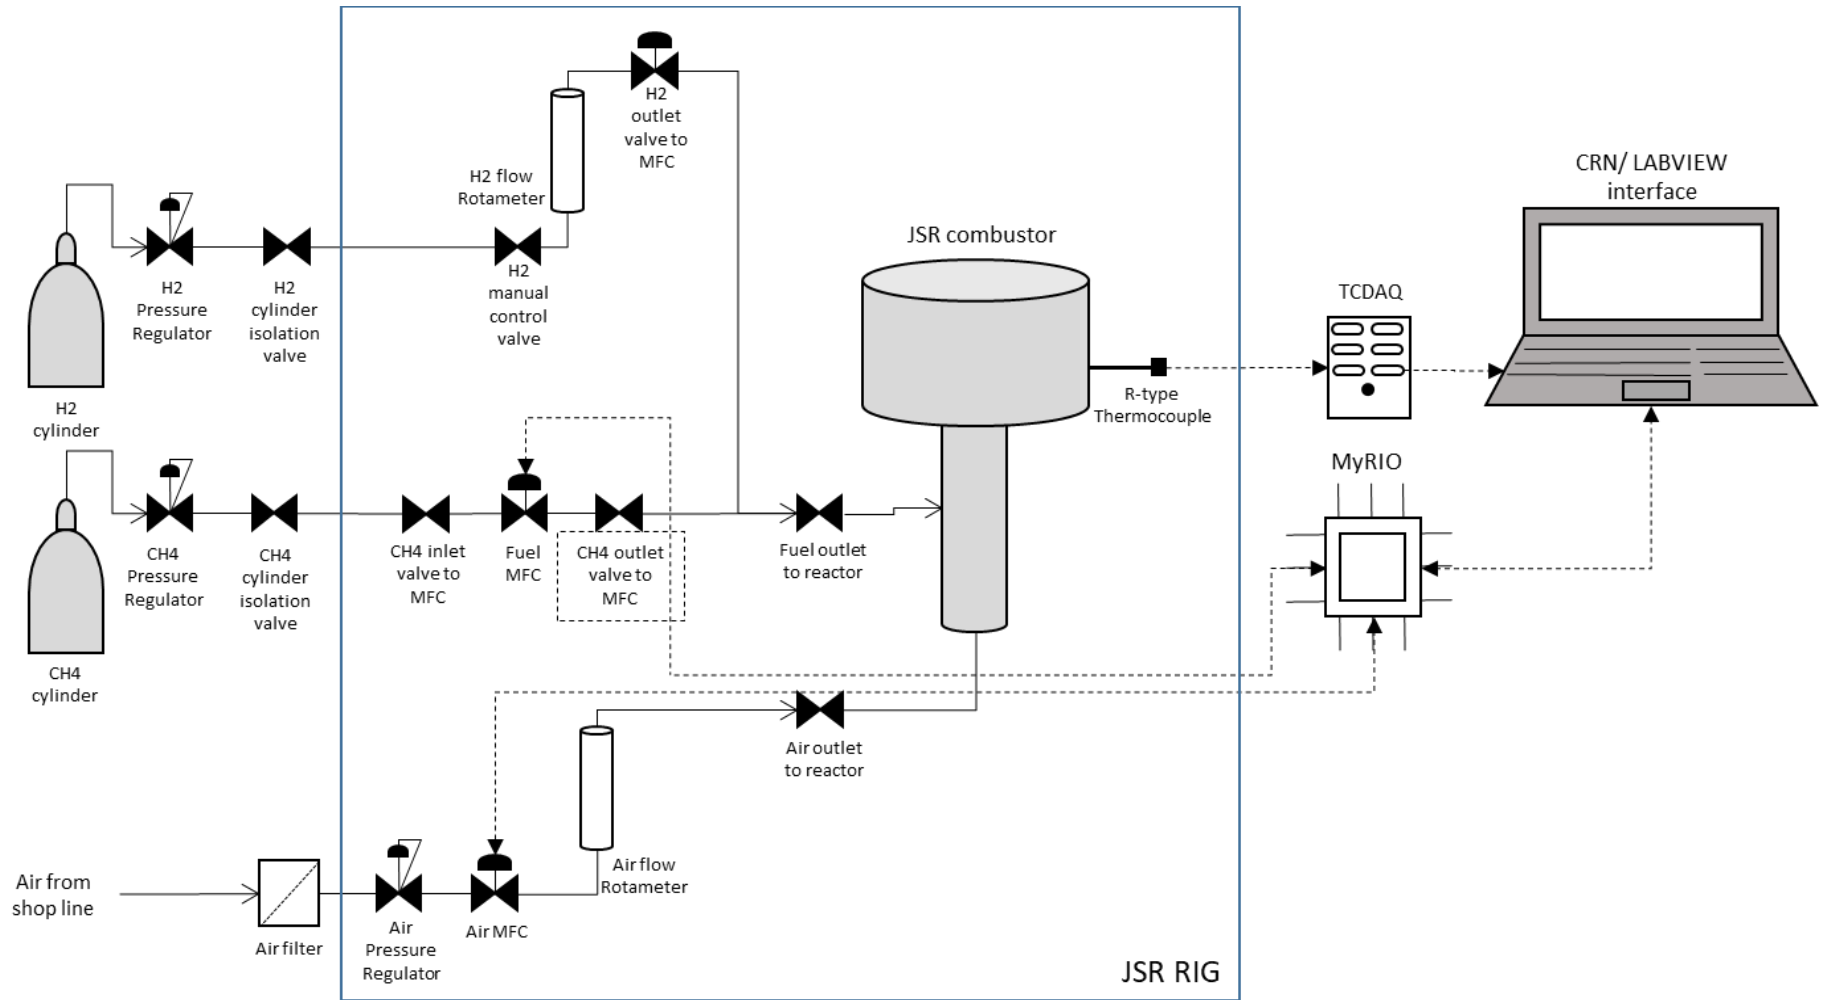 H2
outlet
valve to
MFC
H2 flow
Rotameter
CRN/ LABVIEW
interface
JSR combustor
H2
Pressure
Regulator
H2
cylinder
isolation
valve
H2
manual
control
valve
TCDAQ
H2
cylinder
R-type
Thermocouple
MyRIO
CH4
Pressure
Regulator
CH4
cylinder
isolation
valve
CH4 inlet
valve to
MFC
Fuel
MFC
CH4 outlet
valve to
MFC
Fuel outlet
to reactor
CH4
cylinder
Air outlet
to reactor
Air flow
Rotameter
Air from
shop line
Air filter
Air
Pressure
Regulator
Air MFC
JSR RIG